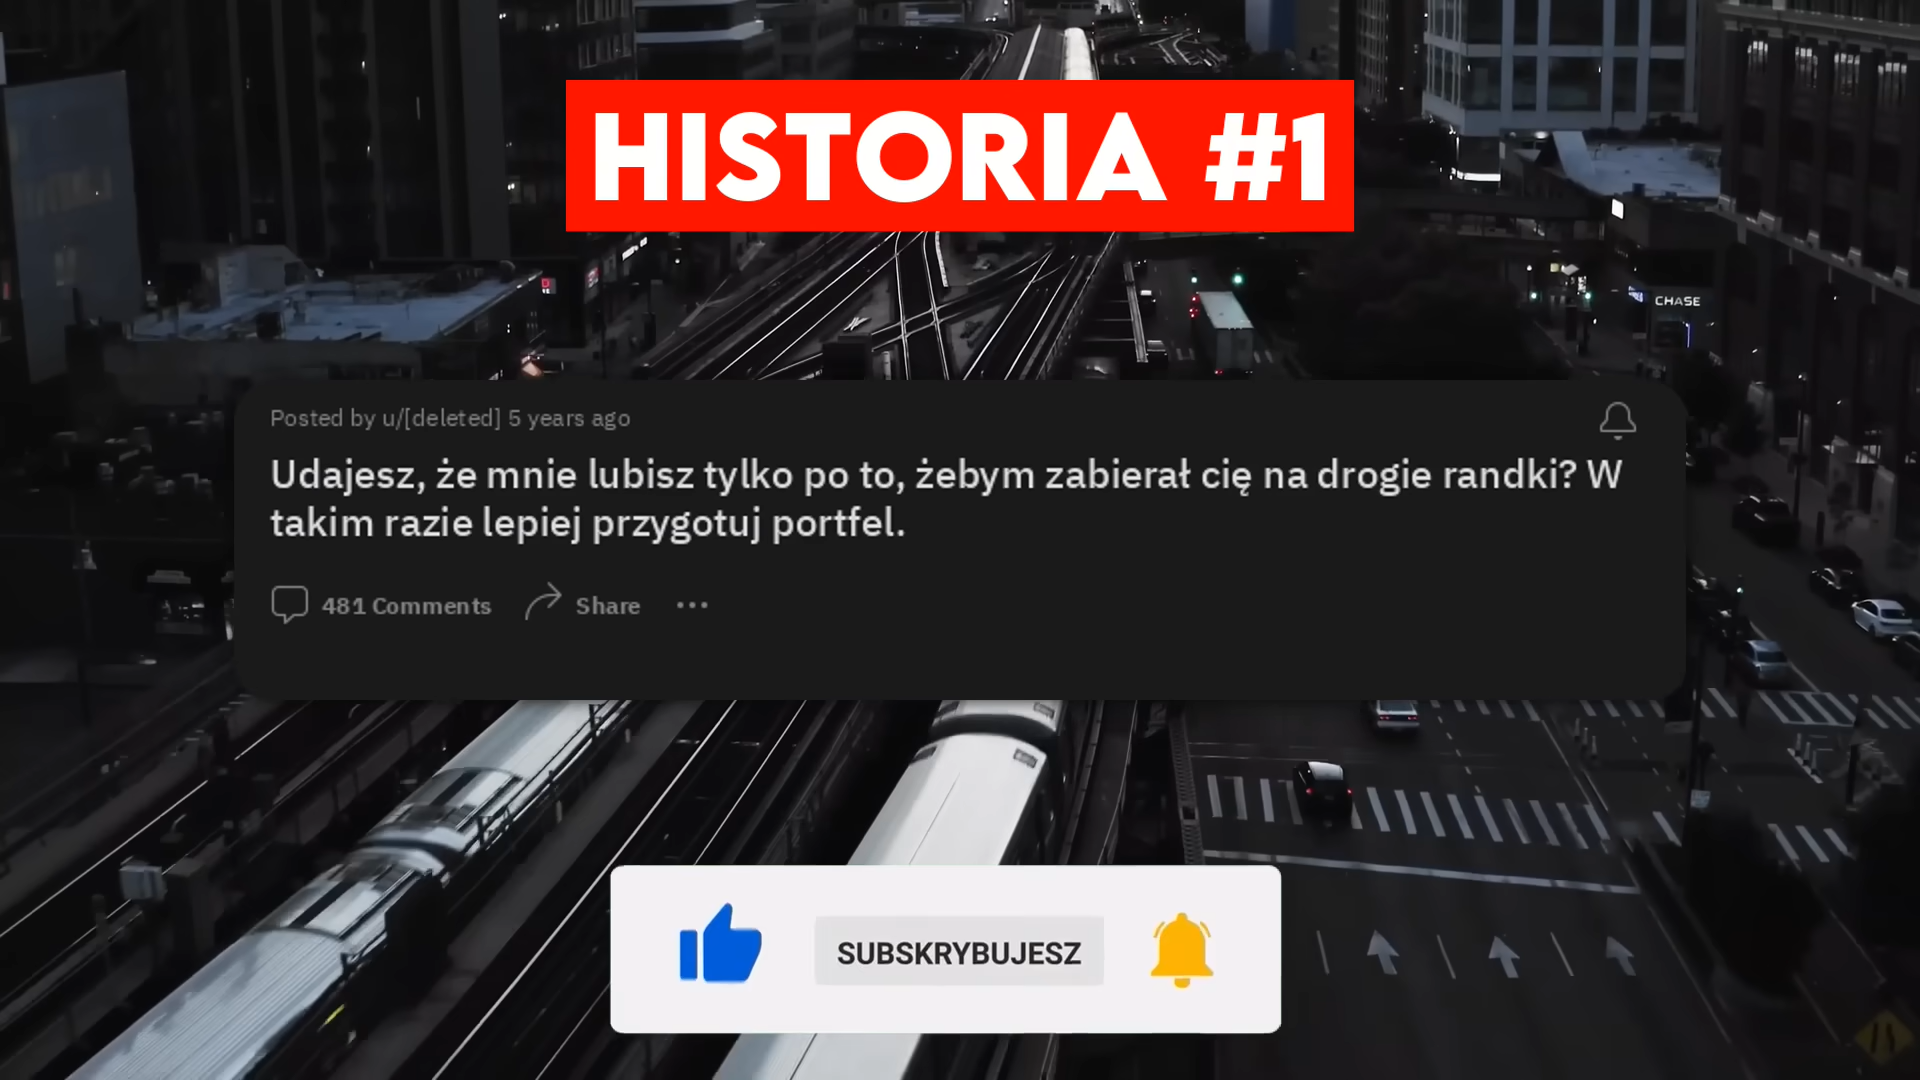 HISTORIA #1
CHASE
Posted by u/[deleted] 5 years ago
Udajesz, że mnie lubisz tylko po to, żebym zabierał cię na drogie randki? W
takim razie lepiej przygotuj portfel.
481 Comments Share
SUBSKRYBUJESZ